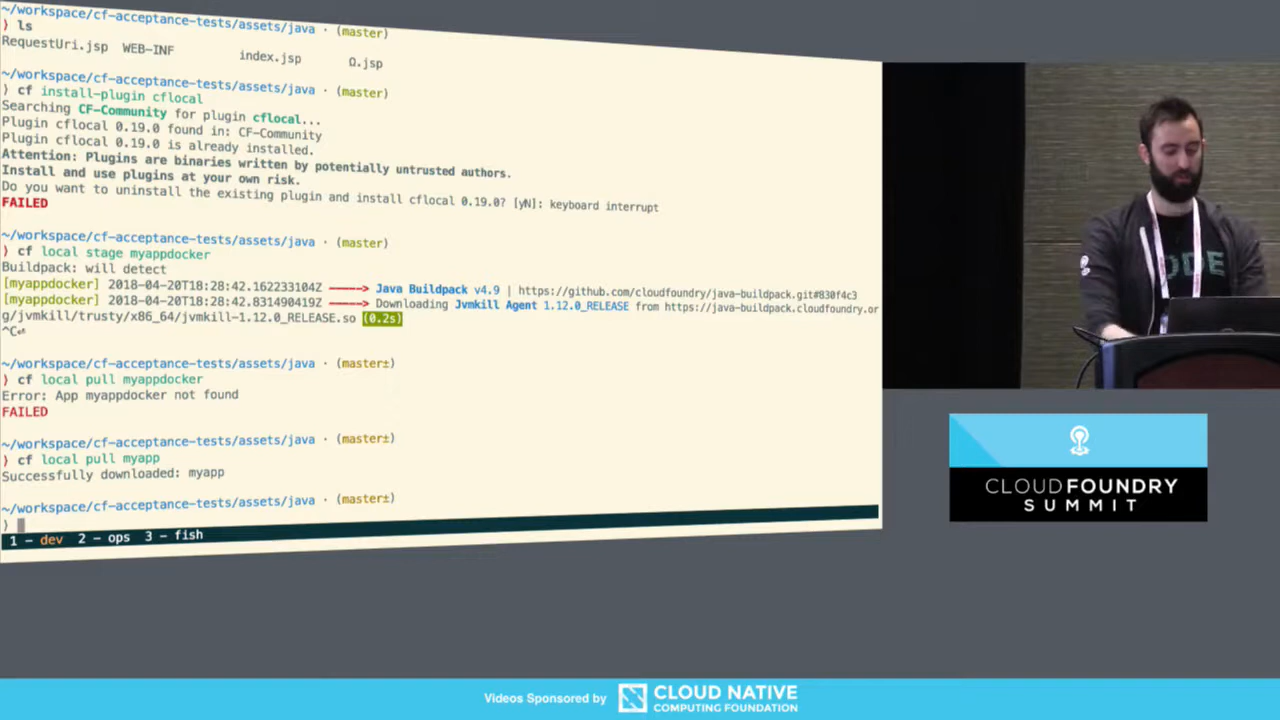 ~/workspace/cf-acceptance-tests/assets/java · (master)
⟩ ls
RequestUri.jsp WEB-INF index.jsp Ω.jsp
~/workspace/cf-acceptance-tests/assets/java · (master)
⟩ cf install-plugin cflocal
Searching CF-Community for plugin cflocal...
Plugin cflocal 0.19.0 found in: CF-Community
Plugin cflocal 0.19.0 is already installed.
Attention: Plugins are binaries written by potentially untrusted authors.
Install and use plugins at your own risk.
Do you want to uninstall the existing plugin and install cflocal 0.19.0? [yN]: keyboard interrupt
FAILED
~/workspace/cf-acceptance-tests/assets/java · (master)
⟩ cf local stage myappdocker
Buildpack: will detect
[myappdocker] 2018-04-20T18:28:42.162233104Z -----> Java Buildpack v4.9 | https://github.com/cloudfoundry/java-buildpack.git#830f4c3
[myappdocker] 2018-04-20T18:28:42.831490419Z -----> Downloading Jvmkill Agent 1.12.0_RELEASE from https://java-buildpack.cloudfoundry.or
g/jvmkill/trusty/x86_64/jvmkill-1.12.0_RELEASE.so (0.2s)
^C⏎
~/workspace/cf-acceptance-tests/assets/java · (master±)
⟩ cf local pull myappdocker
Error: App myappdocker not found
FAILED
~/workspace/cf-acceptance-tests/assets/java · (master±)
⟩ cf local pull myapp
Successfully downloaded: myapp
~/workspace/cf-acceptance-tests/assets/java · (master±)
⟩
1 - dev 2 - ops 3 - fish
CLOUD FOUNDRY
SUMMIT
Videos Sponsored by
CLOUD NATIVE
COMPUTING FOUNDATION